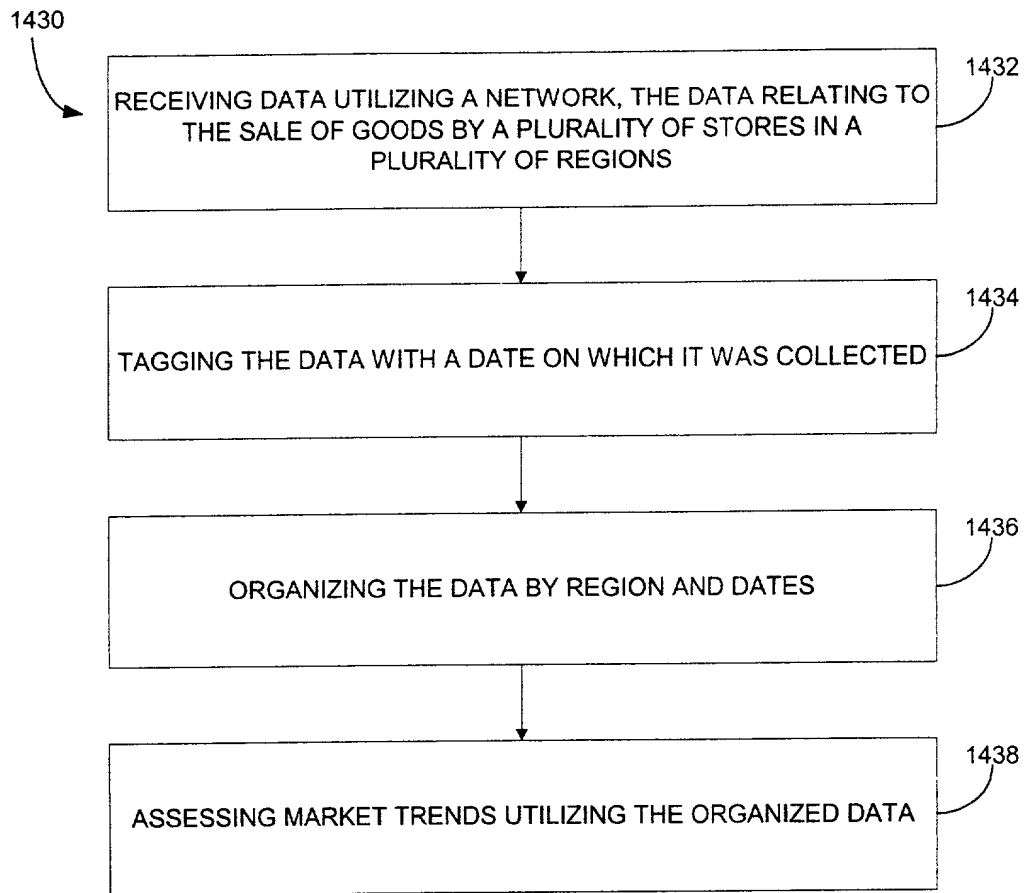 1430
1432
RECEIVING DATA UTILIZING A NETWORK, THE DATA RELATING TO
THE SALE OF GOODS BY A PLURALITY OF STORES IN A
PLURALITY OF REGIONS
1434
TAGGING THE DATA WITH A DATE ON WHICH IT WAS COLLECTED
1436
ORGANIZING THE DATA BY REGION AND DATES
1438
ASSESSING MARKET TRENDS UTILIZING THE ORGANIZED DATA